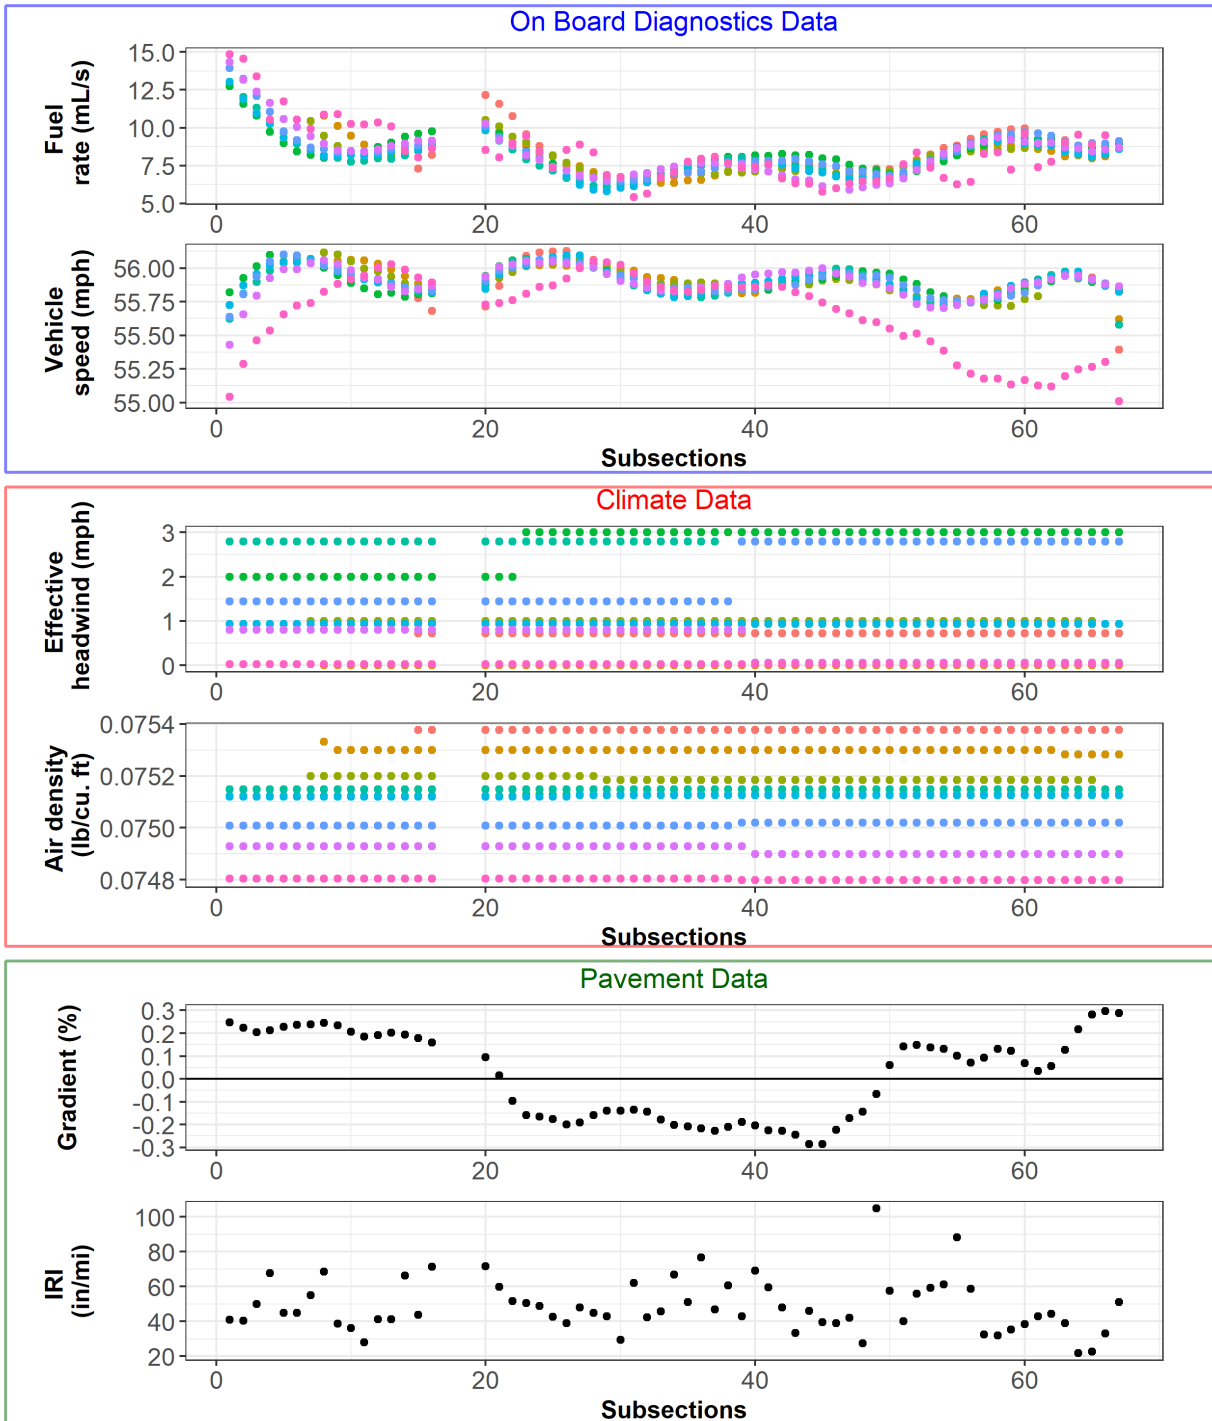 On Board Diagnostics Data
Fuel
rate (mL/s)
15.0
12.5
10.0
7.5
5.0
0 20 40 60
Vehicle
speed (mph)
56.00
55.75
55.50
55.25
55.00
0 20 40 60
Subsections
Climate Data
Effective
headwind (mph)
3
2
1
0
0 20 40 60
Air density
(lb/cu. ft)
0.0754
0.0752
0.0750
0.0748
0 20 40 60
Subsections
Pavement Data
Gradient (%)
0.3
0.2
0.1
0.0
-0.1
-0.2
-0.3
0 20 40 60
IRI
(in/mi)
100
80
60
40
20
0 20 40 60
Subsections